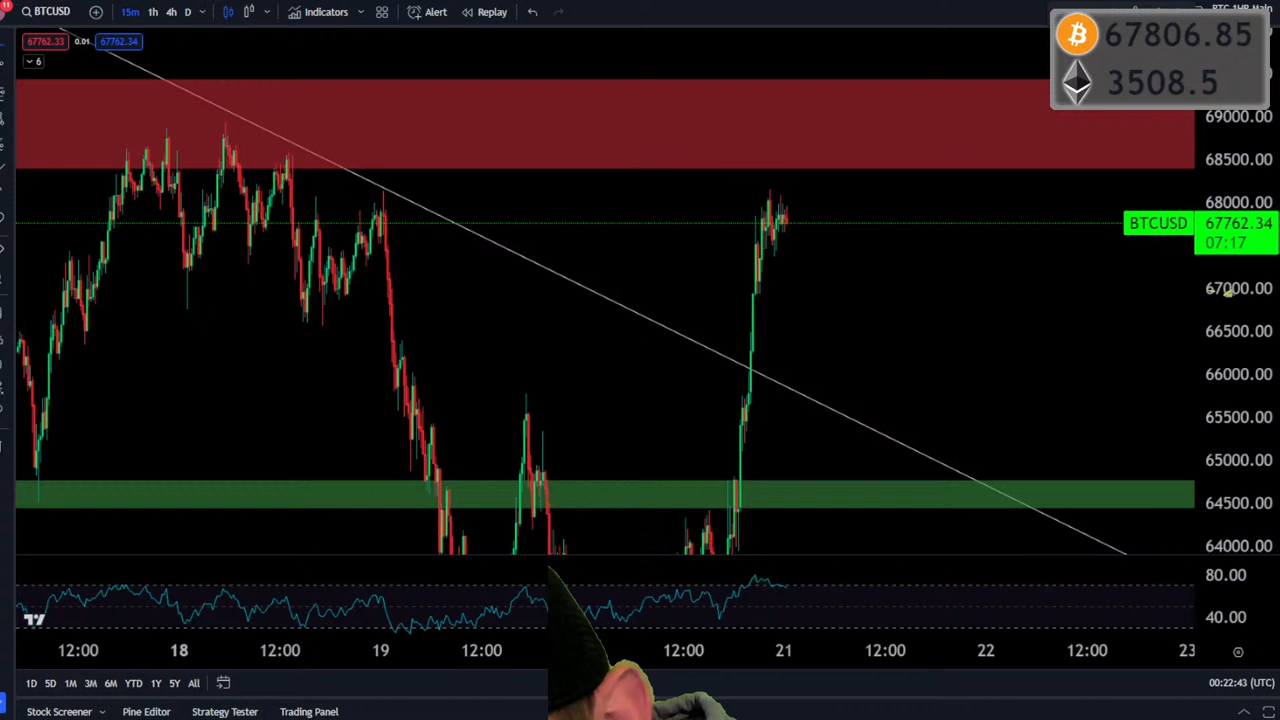 BTCUSD 15m 1h 4h D Indicators Alert Replay
67762.33 0.01 67762.34
6
67806.85
3508.5
69000.00
68500.00
68000.00
BTCUSD 67762.34
07:17
67000.00
66500.00
66000.00
65500.00
65000.00
64500.00
64000.00
80.00
40.00
12:00 18 12:00 19 12:00 12:00 21 12:00 22 12:00 23
1D 5D 1M 3M 6M YTD 1Y 5Y All 00:22:43 (UTC)
Stock Screener Pine Editor Strategy Tester Trading Panel